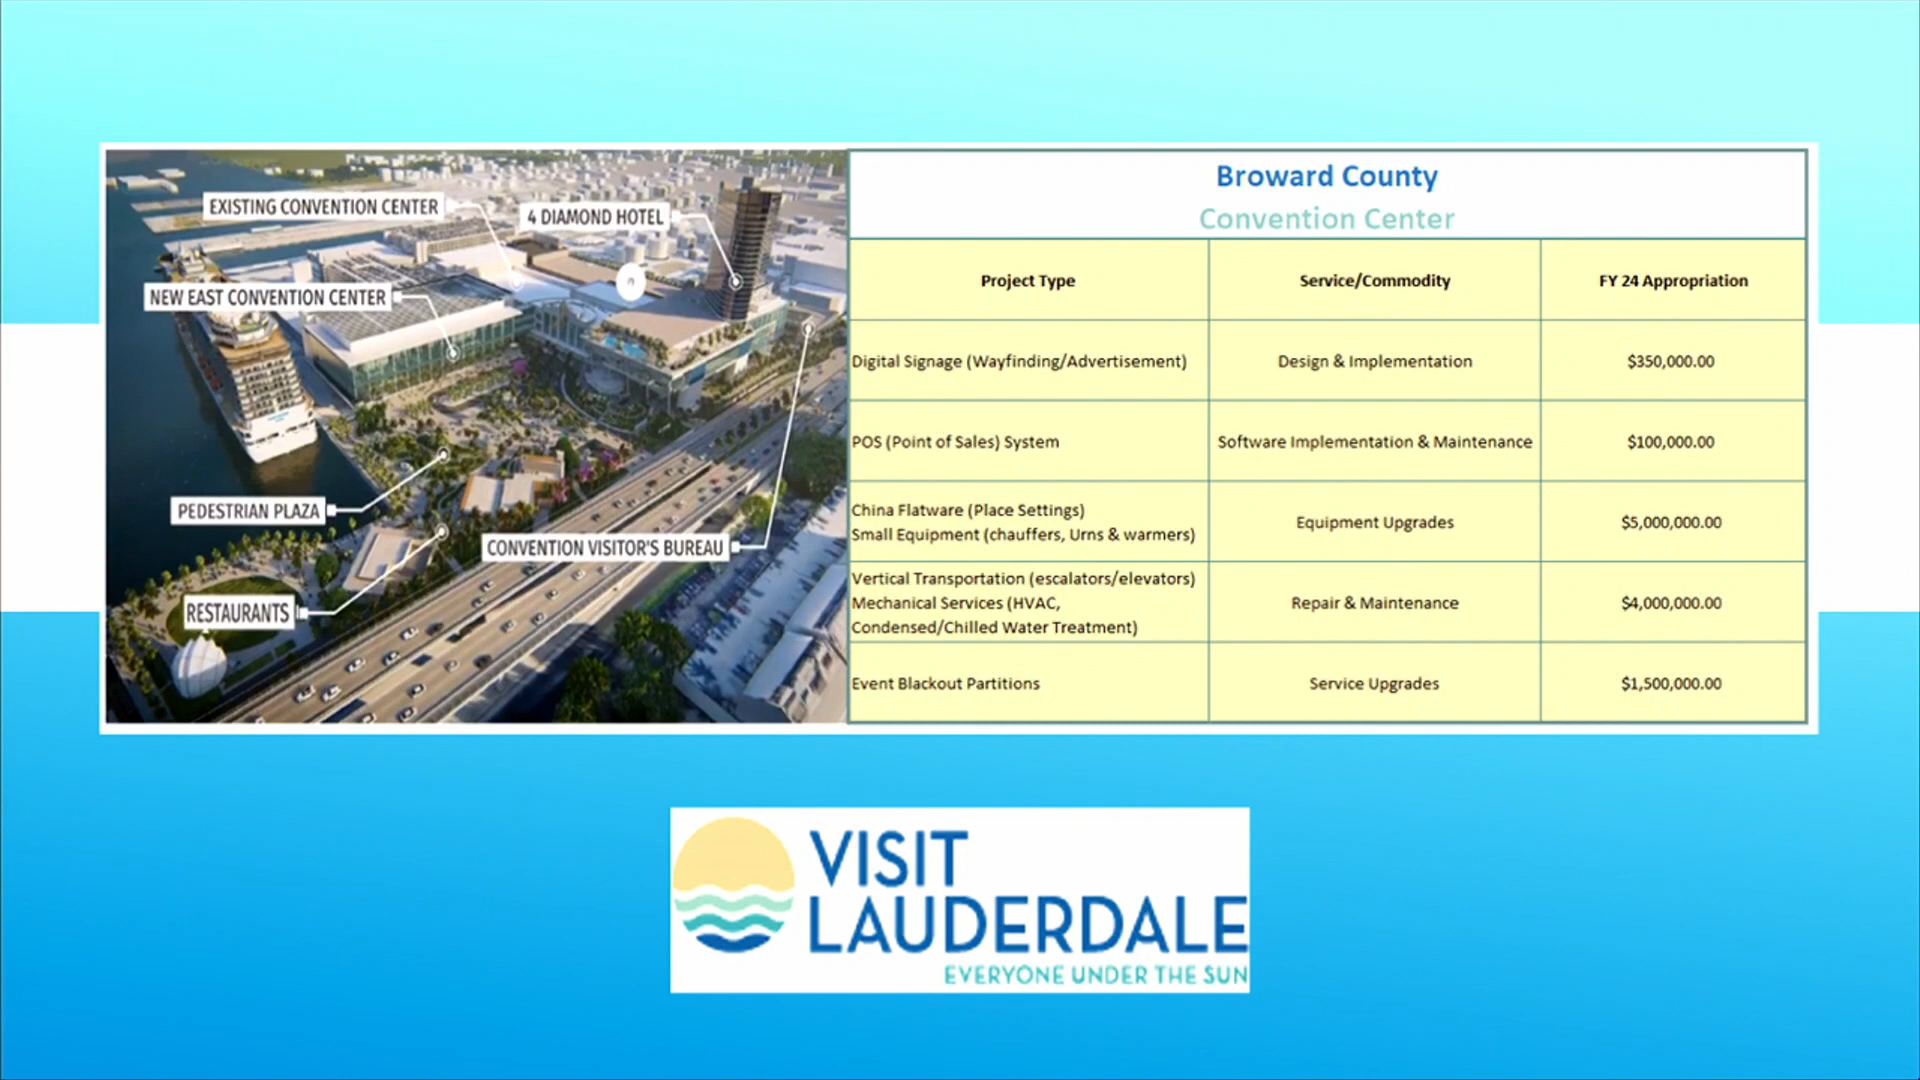 EXISTING CONVENTION CENTER
4 DIAMOND HOTEL
NEW EAST CONVENTION CENTER
PEDESTRIAN PLAZA
CONVENTION VISITOR'S BUREAU
RESTAURANTS
Broward County
Convention Center
Project Type
Service/Commodity
FY 24 Appropriation
Digital Signage (Wayfinding/Advertisement)
Design & Implementation
$350,000.00
POS (Point of Sales) System
Software Implementation & Maintenance
$100,000.00
China Flatware (Place Settings)
Small Equipment (chauffers, Urns & warmers)
Equipment Upgrades
$5,000,000.00
Vertical Transportation (escalators/elevators)
Mechanical Services (HVAC,
Condensed/Chilled Water Treatment)
Repair & Maintenance
$4,000,000.00
Event Blackout Partitions
Service Upgrades
$1,500,000.00
VISIT
LAUDERDALE
EVERYONE UNDER THE SUN